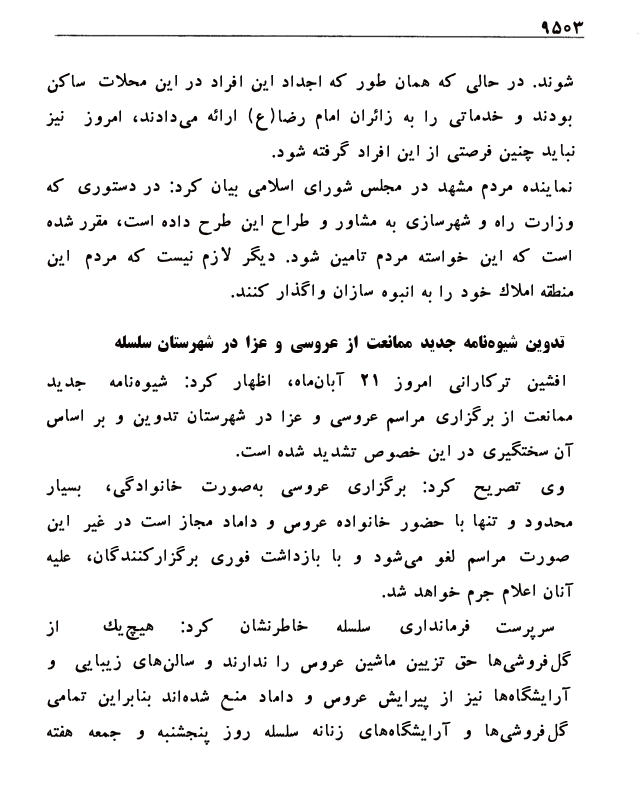 ۹۵۰۳
شوند. در حالی که همان طور که اجداد این افراد در این محلات ساکن
بودند و خدماتی را به زائران امام رضا(ع) ارائه می‌دادند، امروز نیز
نباید چنین فرصتی از این افراد گرفته شود.
نماینده مردم مشهد در مجلس شورای اسلامی بیان کرد: در دستوری که
وزارت راه و شهرسازی به مشاور و طراح این طرح داده است، مقرر شده
است که این خواسته مردم تامین شود. دیگر لازم نیست که مردم این
منطقه املاك خود را به انبوه سازان واگذار کنند.
تدوین شیوه‌نامه جدید ممانعت از عروسی و عزا در شهرستان سلسله
افشین ترکارانی امروز ۲۱ آبان‌ماه، اظهار کرد: شیوه‌نامه جدید
ممانعت از برگزاری مراسم عروسی و عزا در شهرستان تدوین و بر اساس
آن سختگیری در این خصوص تشدید شده است.
وی تصریح کرد: برگزاری عروسی به‌صورت خانوادگی، بسیار
محدود و تنها با حضور خانواده عروس و داماد مجاز است در غیر این
صورت مراسم لغو می‌شود و با بازداشت فوری برگزارکنندگان، علیه
آنان اعلام جرم خواهد شد.
سرپرست فرمانداری سلسله خاطرنشان کرد: هیچ‌یك از
گل‌فروشی‌ها حق تزیین ماشین عروس را ندارند و سالن‌های زیبایی و
آرایشگاه‌ها نیز از پیرایش عروس و داماد منع شده‌اند بنابراین تمامی
گل‌فروشی‌ها و آرایشگاه‌های زنانه سلسله روز پنجشنبه و جمعه هفته